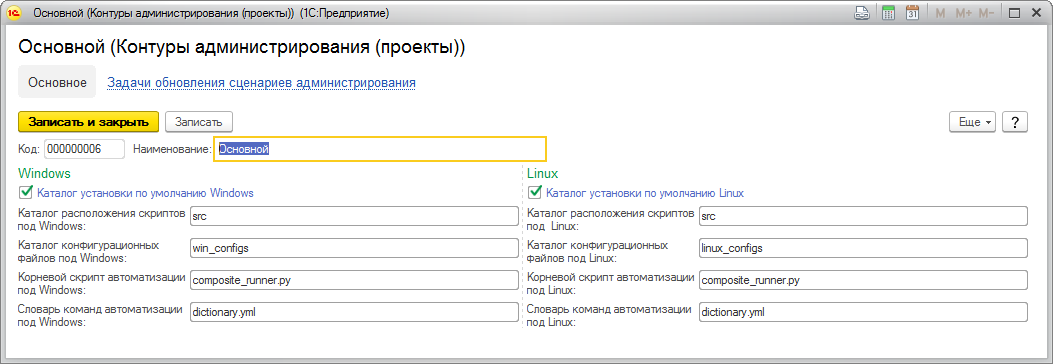 Основной (Контуры администрирования (проекты)) (1С:Предприятие)
M M+ M-
Основной (Контуры администрирования (проекты))
Основное Задачи обновления сценариев администрирования
Записать и закрыть Записать Еще ?
Код: 000000006 Наименование: Основной
Windows
Каталог установки по умолчанию Windows
Каталог расположения скриптов
под Windows:
src
Каталог конфигурационных
файлов под Windows:
win_configs
Корневой скрипт автоматизации
под Windows:
composite_runner.py
Словарь команд автоматизации
под Windows:
dictionary.yml
Linux
Каталог установки по умолчанию Linux
Каталог расположения скриптов
под Linux:
src
Каталог конфигурационных
файлов под Linux:
linux_configs
Корневой скрипт автоматизации
под Linux:
composite_runner.py
Словарь команд автоматизации
под Linux:
dictionary.yml